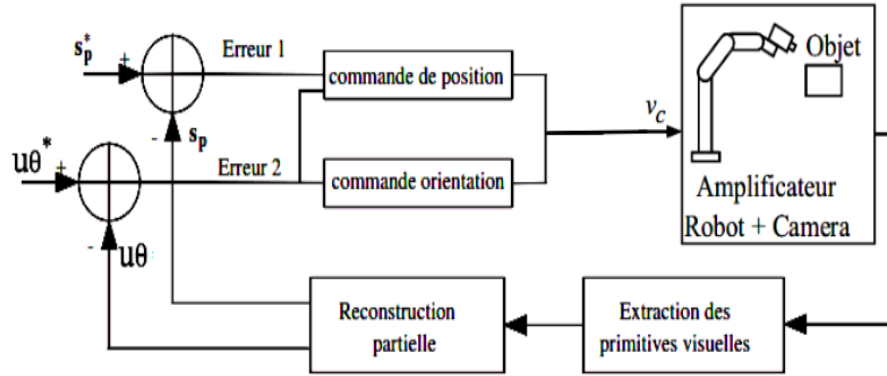 s*p
+
Erreur 1
commande de position
Objet
-
sp
vc
uθ*
+
Erreur 2
commande orientation
Amplificateur
Robot + Camera
-
uθ
Reconstruction
partielle
Extraction des
primitives visuelles